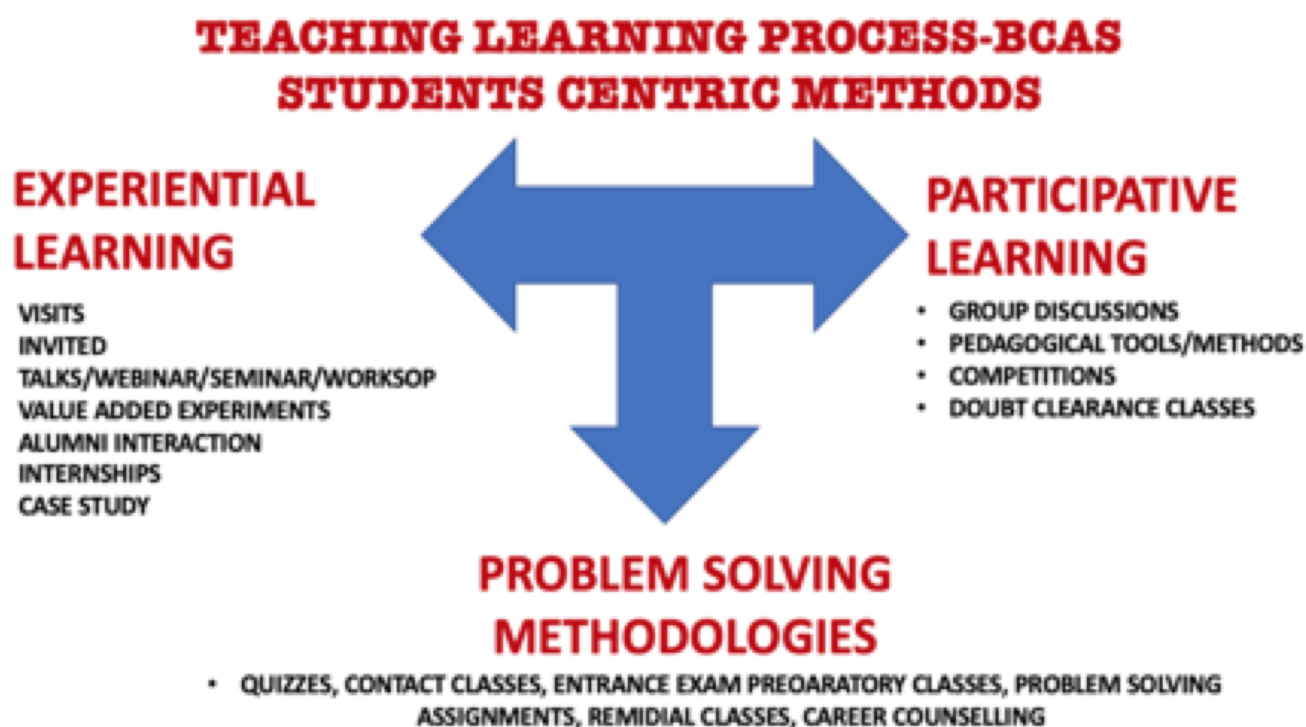 TEACHING LEARNING PROCESS-BCAS
STUDENTS CENTRIC METHODS
EXPERIENTIAL
LEARNING
VISITS
INVITED
TALKS/WEBINAR/SEMINAR/WORKSOP
VALUE ADDED EXPERIMENTS
ALUMNI INTERACTION
INTERNSHIPS
CASE STUDY
PARTICIPATIVE
LEARNING
• GROUP DISCUSSIONS
• PEDAGOGICAL TOOLS/METHODS
• COMPETITIONS
• DOUBT CLEARANCE CLASSES
PROBLEM SOLVING
METHODOLOGIES
• QUIZZES, CONTACT CLASSES, ENTRANCE EXAM PREOARATORY CLASSES, PROBLEM SOLVING
ASSIGNMENTS, REMIDIAL CLASSES, CAREER COUNSELLING